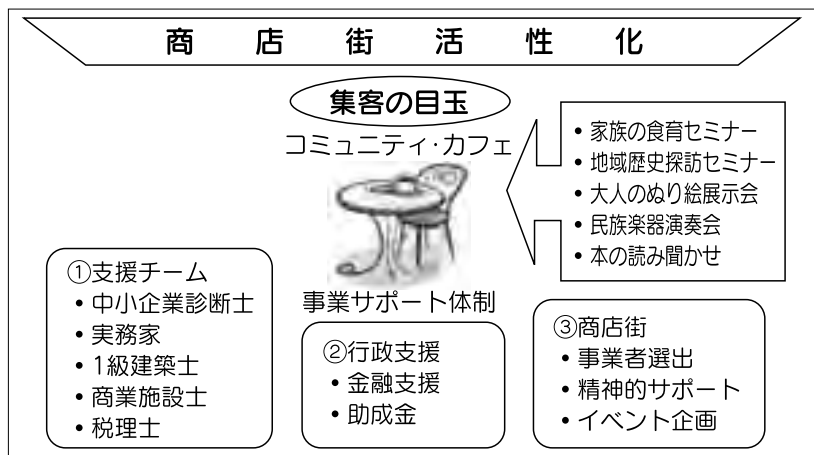 商店街活性化
集客の目玉
コミュニティ・カフェ
• 家族の食育セミナー
• 地域歴史探訪セミナー
• 大人のぬり絵展示会
• 民族楽器演奏会
• 本の読み聞かせ
事業サポート体制
①支援チーム
• 中小企業診断士
• 実務家
• 1級建築士
• 商業施設士
• 税理士
②行政支援
• 金融支援
• 助成金
③商店街
• 事業者選出
• 精神的サポート
• イベント企画